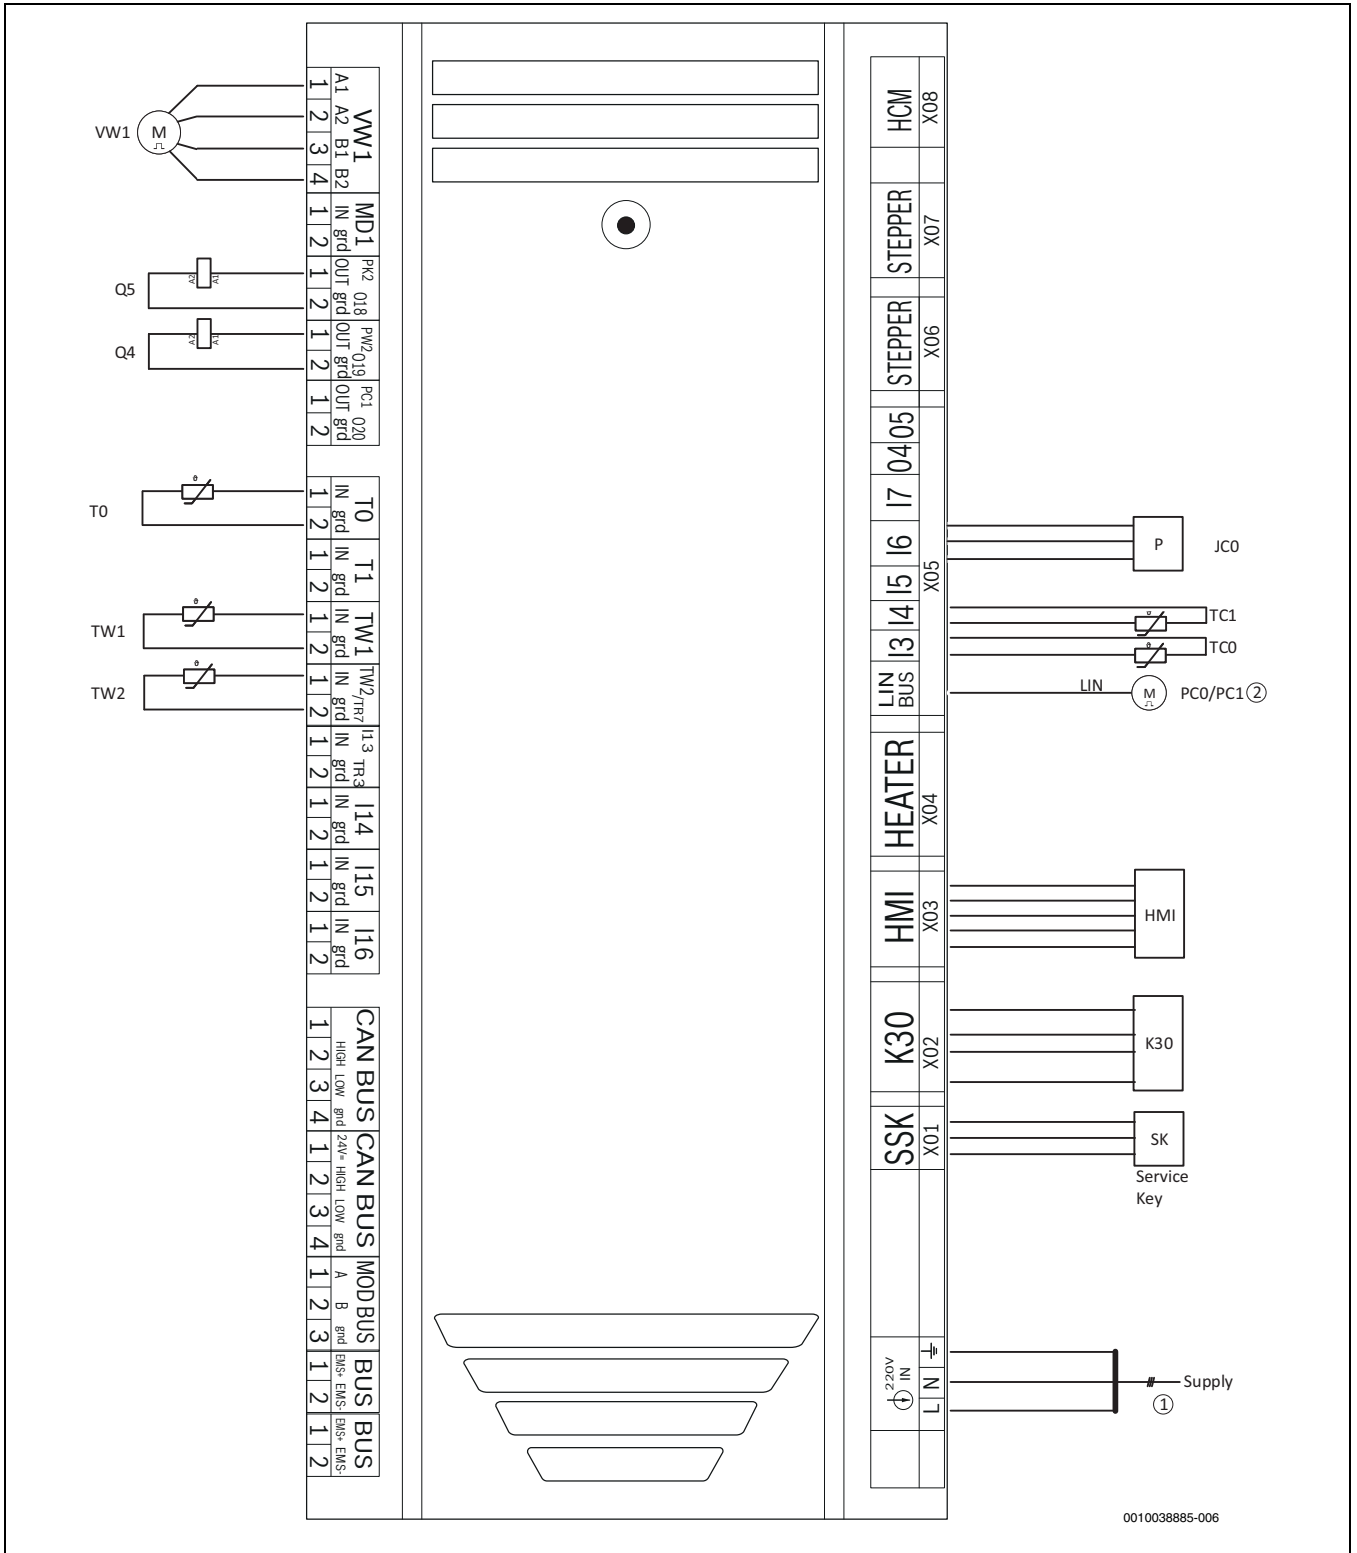 VW1
M
1 A1
2 A2
3 B1
4 B2
VW1
1 IN
2 grd
MD1
Q5
A2 A1
1 OUT
2 grd
PK2 O18
Q4
A2 A1
1 OUT
2 grd
PW2 O19
1 OUT
2 grd
PC1 O20
T0
ϑ
1 IN
2 grd
T0
1 IN
2 grd
T1
TW1
ϑ
1 IN
2 grd
TW1
TW2
ϑ
1 IN
2 grd
TW2/TR7
1 IN
2 grd
I13 TR3
1 IN
2 grd
I14
1 IN
2 grd
I15
1 IN
2 grd
I16
1
2 HIGH
3 LOW
4 gnd
CAN BUS
1 24V=
2 HIGH
3 LOW
4 gnd
CAN BUS
1 A
2 B
3 gnd
MOD BUS
1 EMS+
2 EMS-
BUS
1 EMS+
2 EMS-
BUS
HCM X08
STEPPER X07
STEPPER X06
O5
O4
I7
I6
I5
I4
I3
LIN BUS
X05
P JC0
TC1
ϑ
TC0
LIN M PC0/PC1 ②
HEATER X04
HMI X03
HMI
K30 X02
K30
SSK X01
SK
Service
Key
220V IN
N
L
Supply
①
0010038885-006